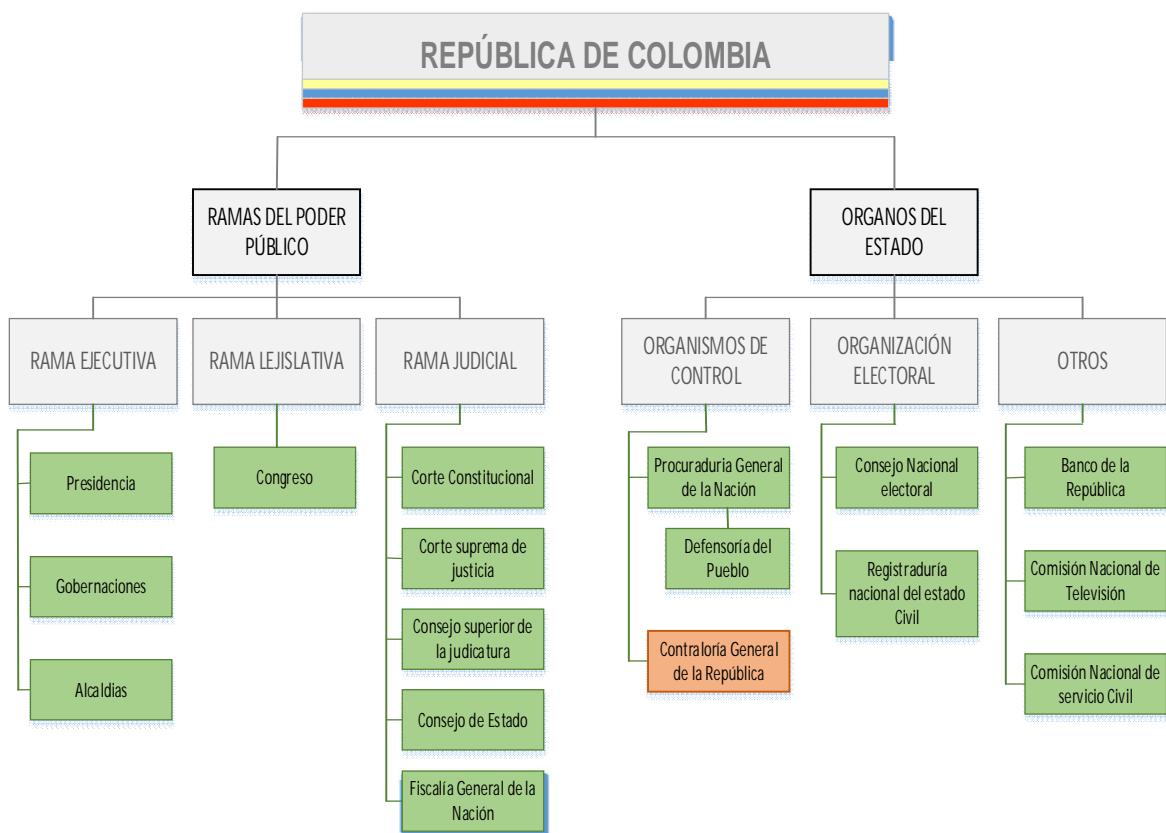 REPÚBLICA DE COLOMBIA
RAMAS DEL PODER
PÚBLICO
ORGANOS DEL
ESTADO
RAMA EJECUTIVA
RAMA LEJISLATIVA
RAMA JUDICIAL
ORGANISMOS DE
CONTROL
ORGANIZACIÓN
ELECTORAL
OTROS
Presidencia
Gobernaciones
Alcaldias
Congreso
Corte Constitucional
Corte suprema de
justicia
Consejo superior de
la judicatura
Consejo de Estado
Fiscalía General de la
Nación
Procuraduria General
de la Nación
Defensoría del
Pueblo
Contraloría General
de la República
Consejo Nacional
electoral
Registraduría
nacional del estado
Civil
Banco de la
República
Comisión Nacional de
Televisión
Comisión Nacional de
servicio Civil